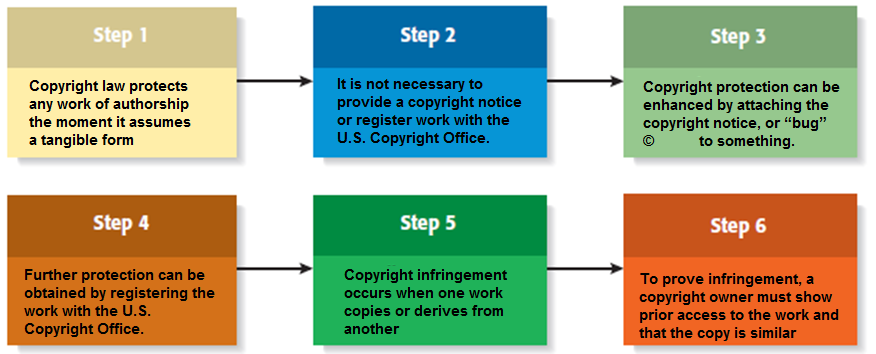 Step 1
Copyright law protects
any work of authorship
the moment it assumes
a tangible form
Step 2
It is not necessary to
provide a copyright notice
or register work with the
U.S. Copyright Office.
Step 3
Copyright protection can be
enhanced by attaching the
copyright notice, or “bug”
© to something.
Step 4
Further protection can be
obtained by registering the
work with the U.S.
Copyright Office.
Step 5
Copyright infringement
occurs when one work
copies or derives from
another
Step 6
To prove infringement, a
copyright owner must show
prior access to the work and
that the copy is similar